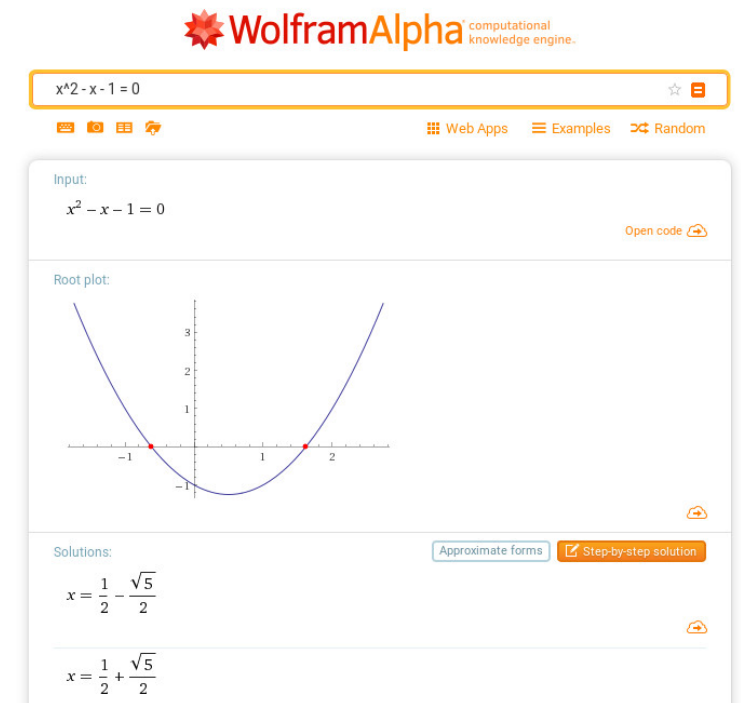 WolframAlpha computational
knowledge engine.
x^2 - x - 1 = 0
Web Apps Examples Random
Input:
x² − x − 1 = 0
Open code
Root plot:
3
2
1
−1 1 2
−1
Solutions:
Approximate forms Step-by-step solution
x = 1/2 − √5/2
x = 1/2 + √5/2